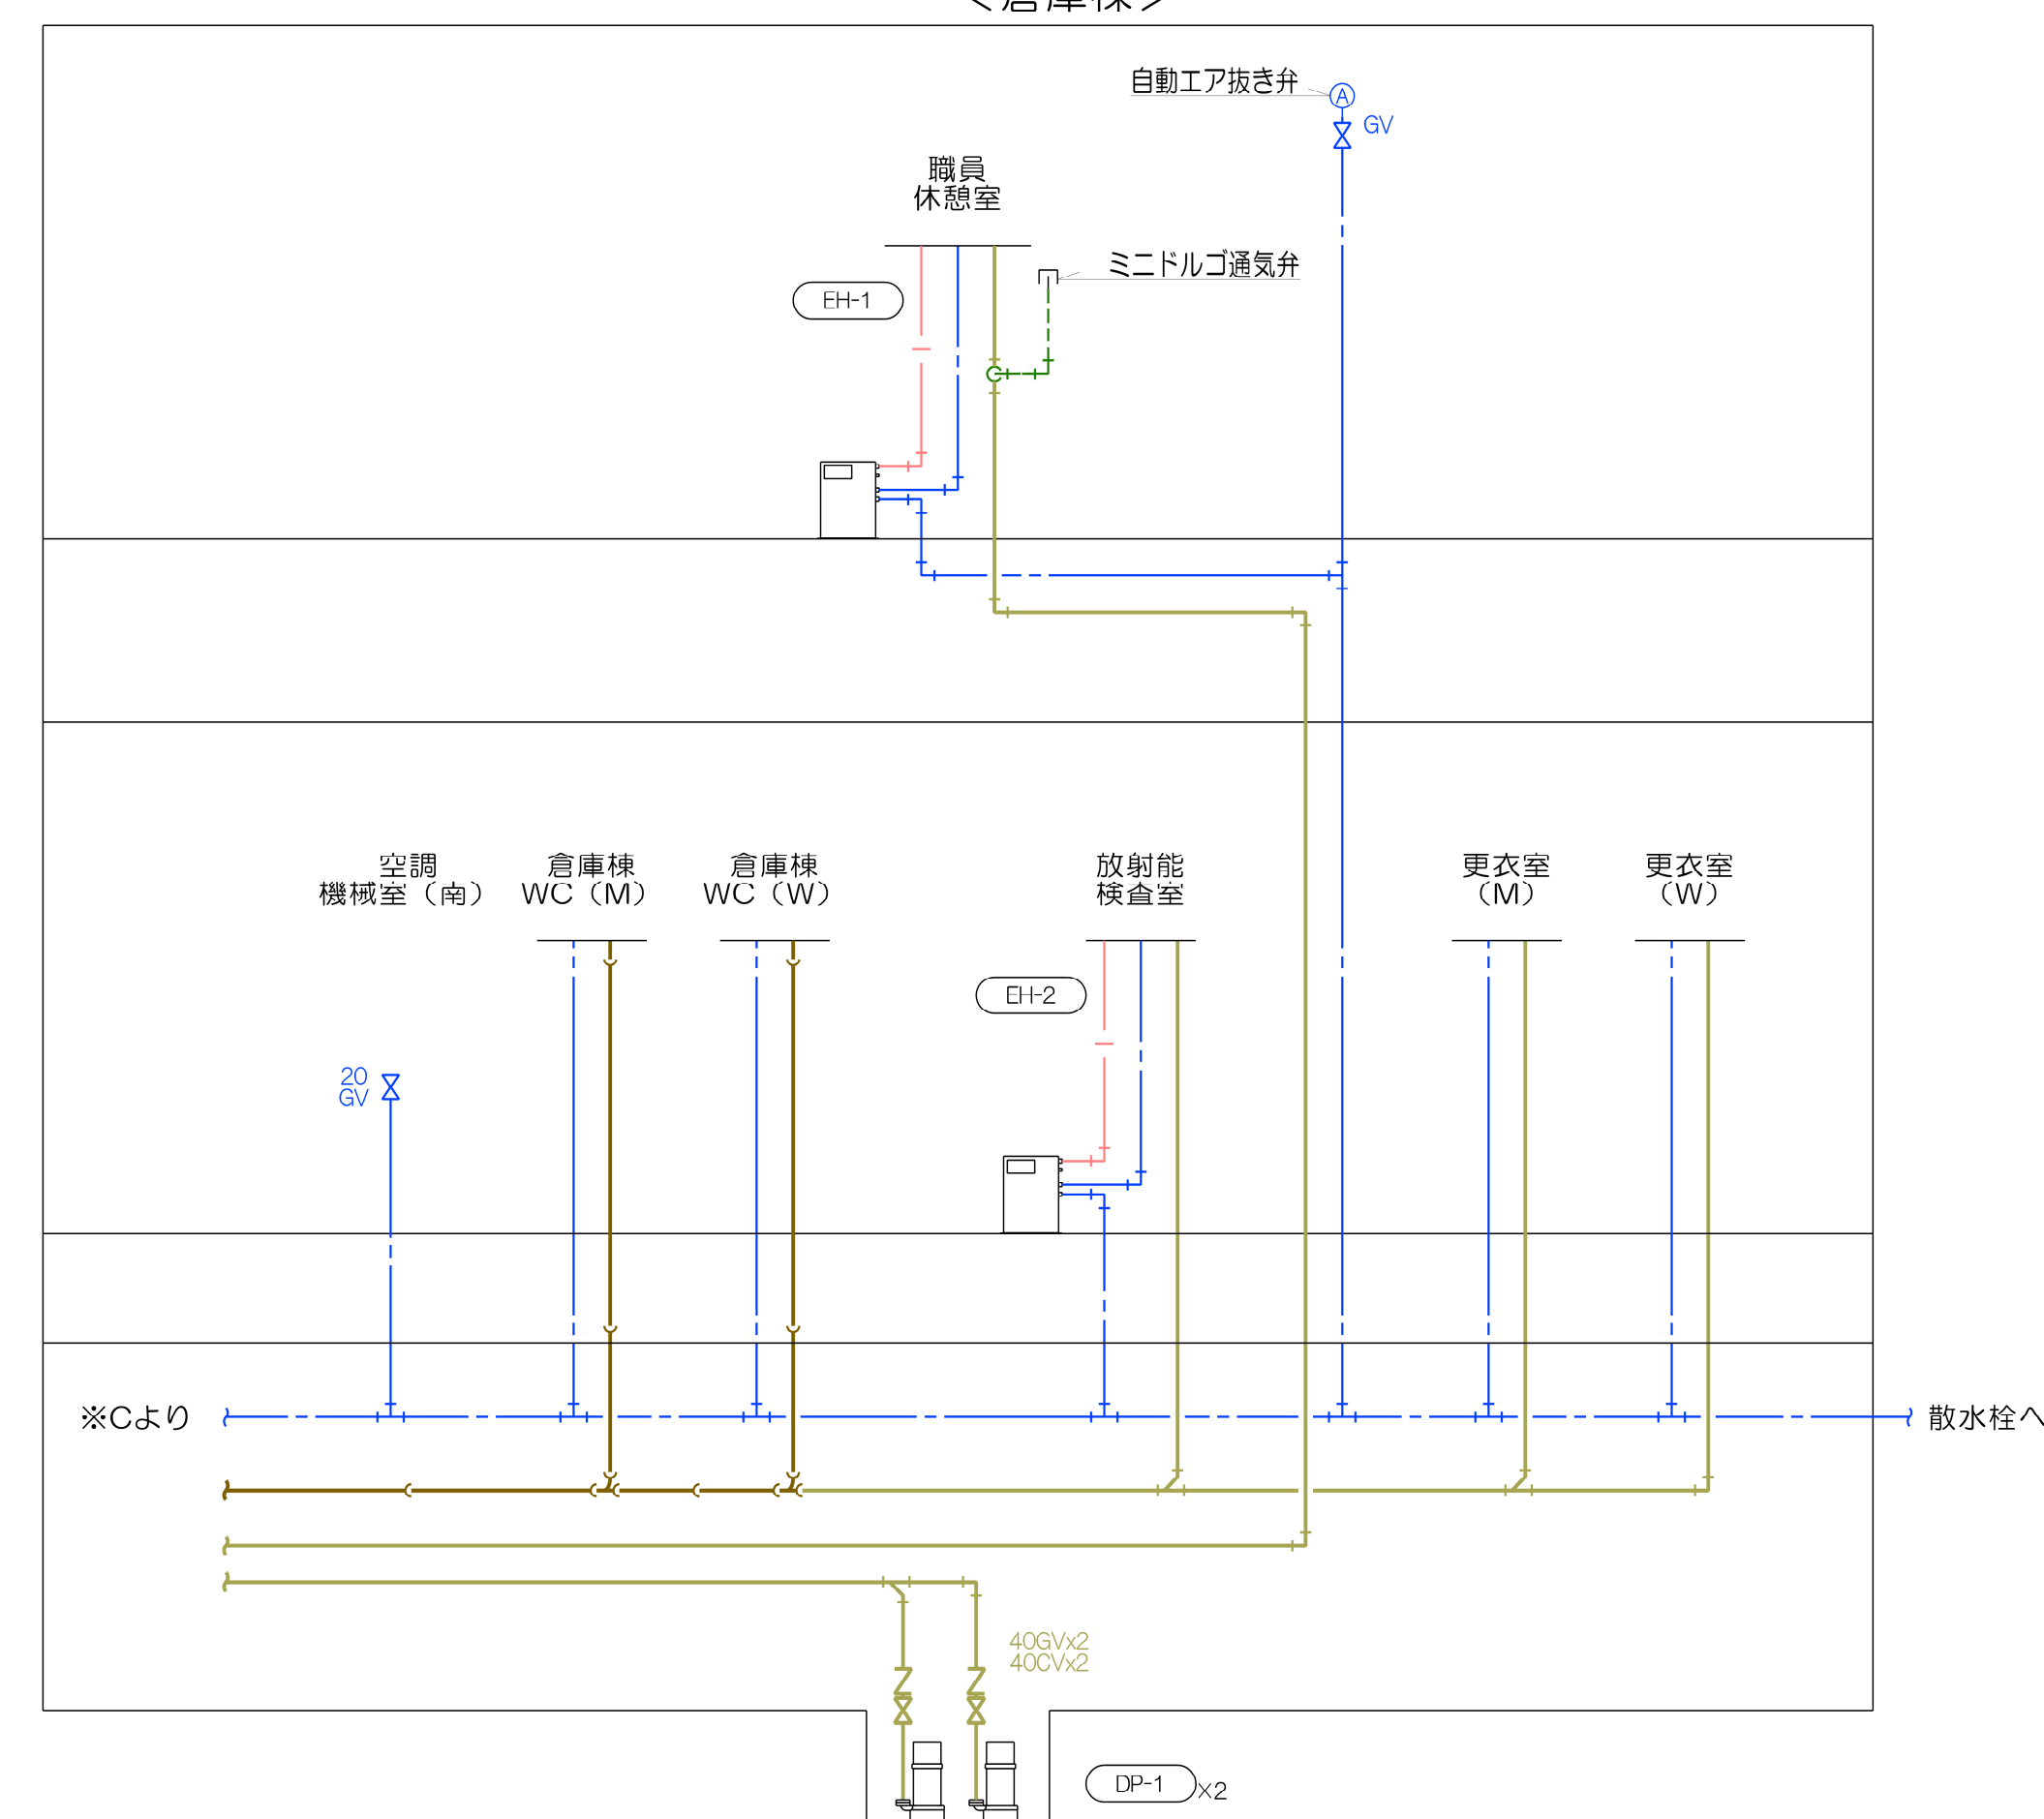 <倉庫棟>
自動エア抜き弁
A
GV
職員
休憩室
ミニドルゴ通気弁
EH-1
空調
機械室(南)
倉庫棟
WC(M)
倉庫棟
WC(W)
放射能
検査室
更衣室
(M)
更衣室
(W)
EH-2
20
GV
※Cより
散水栓へ
40GVx2
40CVx2
DP-1
x2